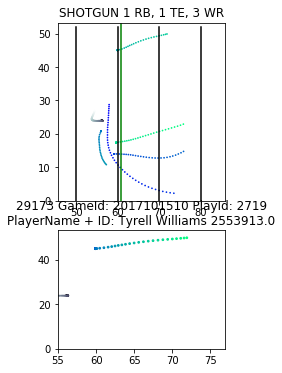 SHOTGUN 1 RB, 1 TE, 3 WR
50
40
30
20
10
0
50 60 70 80
29173 GameId: 2017101510 PlayId: 2719
PlayerName + ID: Tyrell Williams 2553913.0
40
20
0
55 60 65 70 75